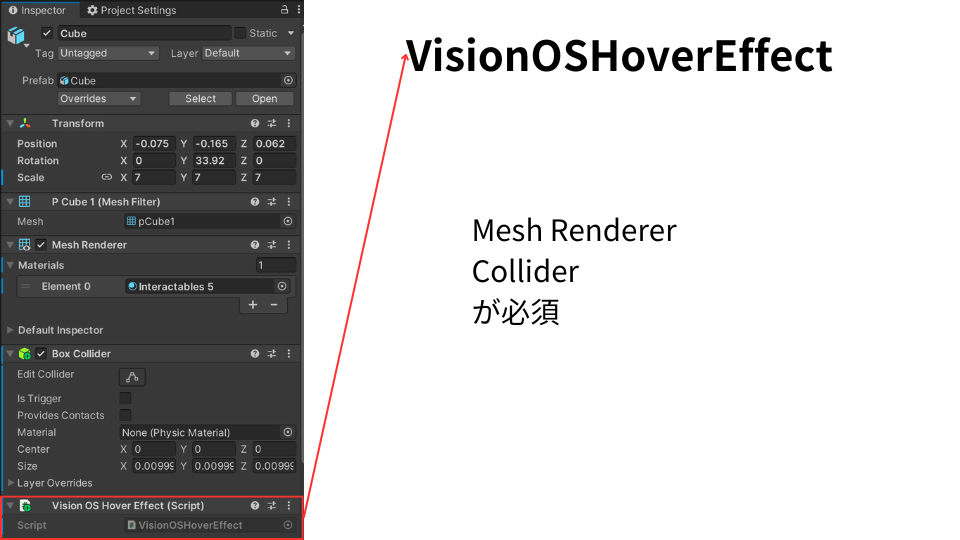 Inspector Project Settings
Cube Static
Tag Untagged Layer Default
Prefab Cube
Overrides Select Open
Transform
Position X -0.075 Y -0.165 Z 0.062
Rotation X 0 Y 33.92 Z 0
Scale X 7 Y 7 Z 7
P Cube 1 (Mesh Filter)
Mesh pCube1
Mesh Renderer
Materials 1
Element 0 Interactables 5
Default Inspector
Box Collider
Edit Collider
Is Trigger
Provides Contacts
Material None (Physic Material)
Center X 0 Y 0 Z 0
Size X 0.00999 Y 0.00999 Z 0.00999
Layer Overrides
Vision OS Hover Effect (Script)
Script VisionOSHoverEffect
VisionOSHoverEffect
Mesh Renderer
Collider
が必須